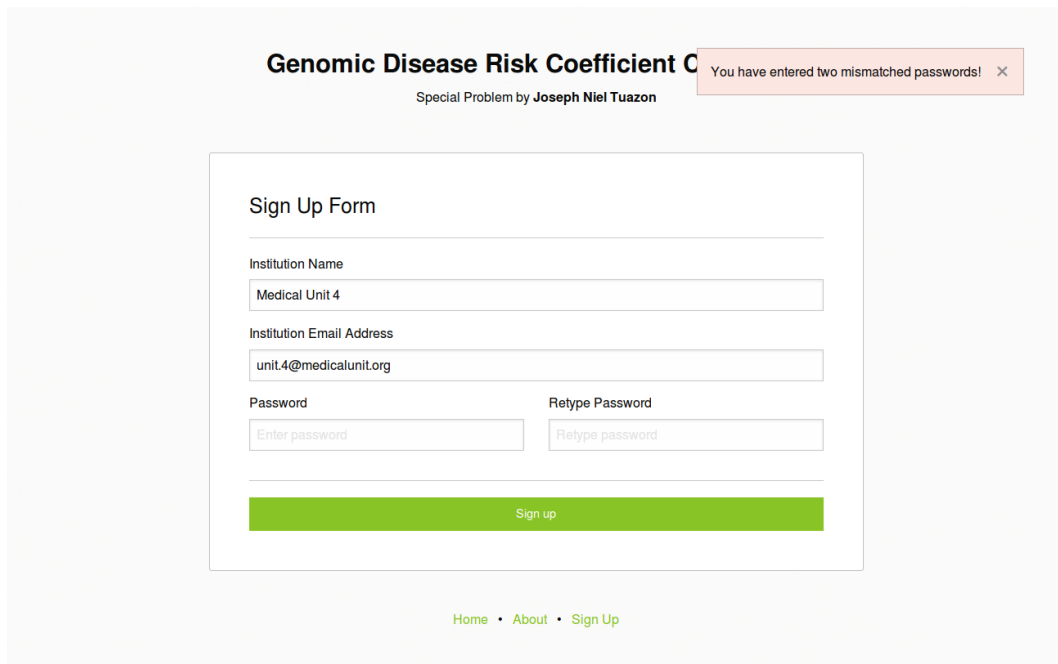 Genomic Disease Risk Coefficient
You have entered two mismatched passwords! ×
Special Problem by Joseph Niel Tuazon
Sign Up Form
Institution Name
Medical Unit 4
Institution Email Address
unit.4@medicalunit.org
Password Retype Password
Enter password Retype password
Sign up
Home • About • Sign Up